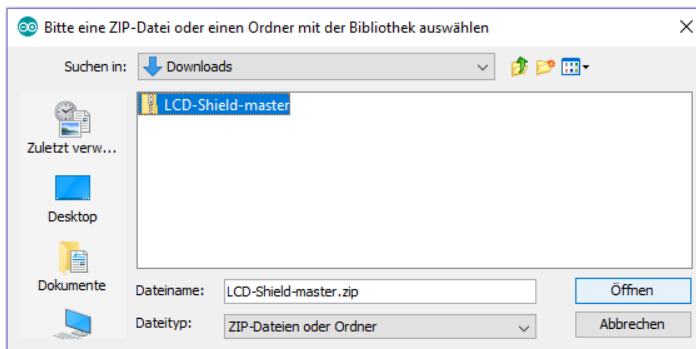 Bitte eine ZIP-Datei oder einen Ordner mit der Bibliothek auswählen
Suchen in: Downloads
LCD-Shield-master
Zuletzt verw...
Desktop
Dokumente
Dateiname: LCD-Shield-master.zip Öffnen
Dateityp: ZIP-Dateien oder Ordner Abbrechen